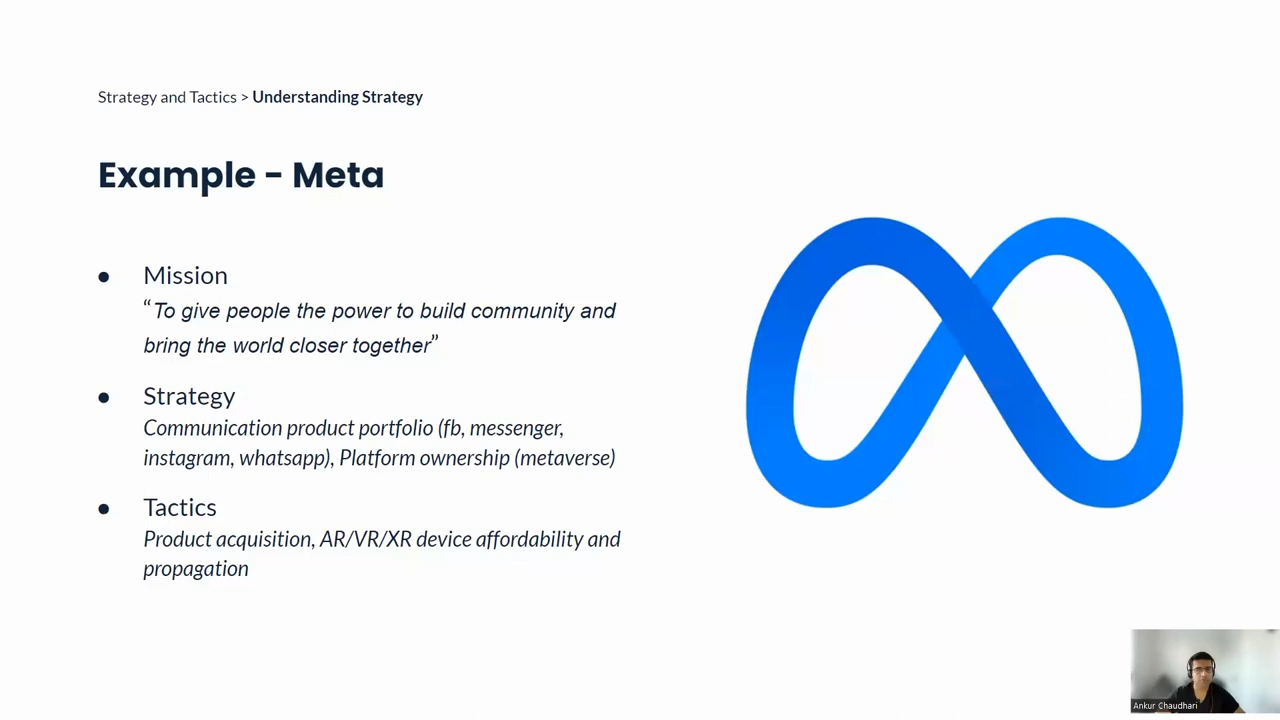 Strategy and Tactics > Understanding Strategy
Example - Meta
● Mission
“To give people the power to build community and
bring the world closer together”
● Strategy
Communication product portfolio (fb, messenger,
instagram, whatsapp), Platform ownership (metaverse)
● Tactics
Product acquisition, AR/VR/XR device affordability and
propagation
Ankur Chaudhari